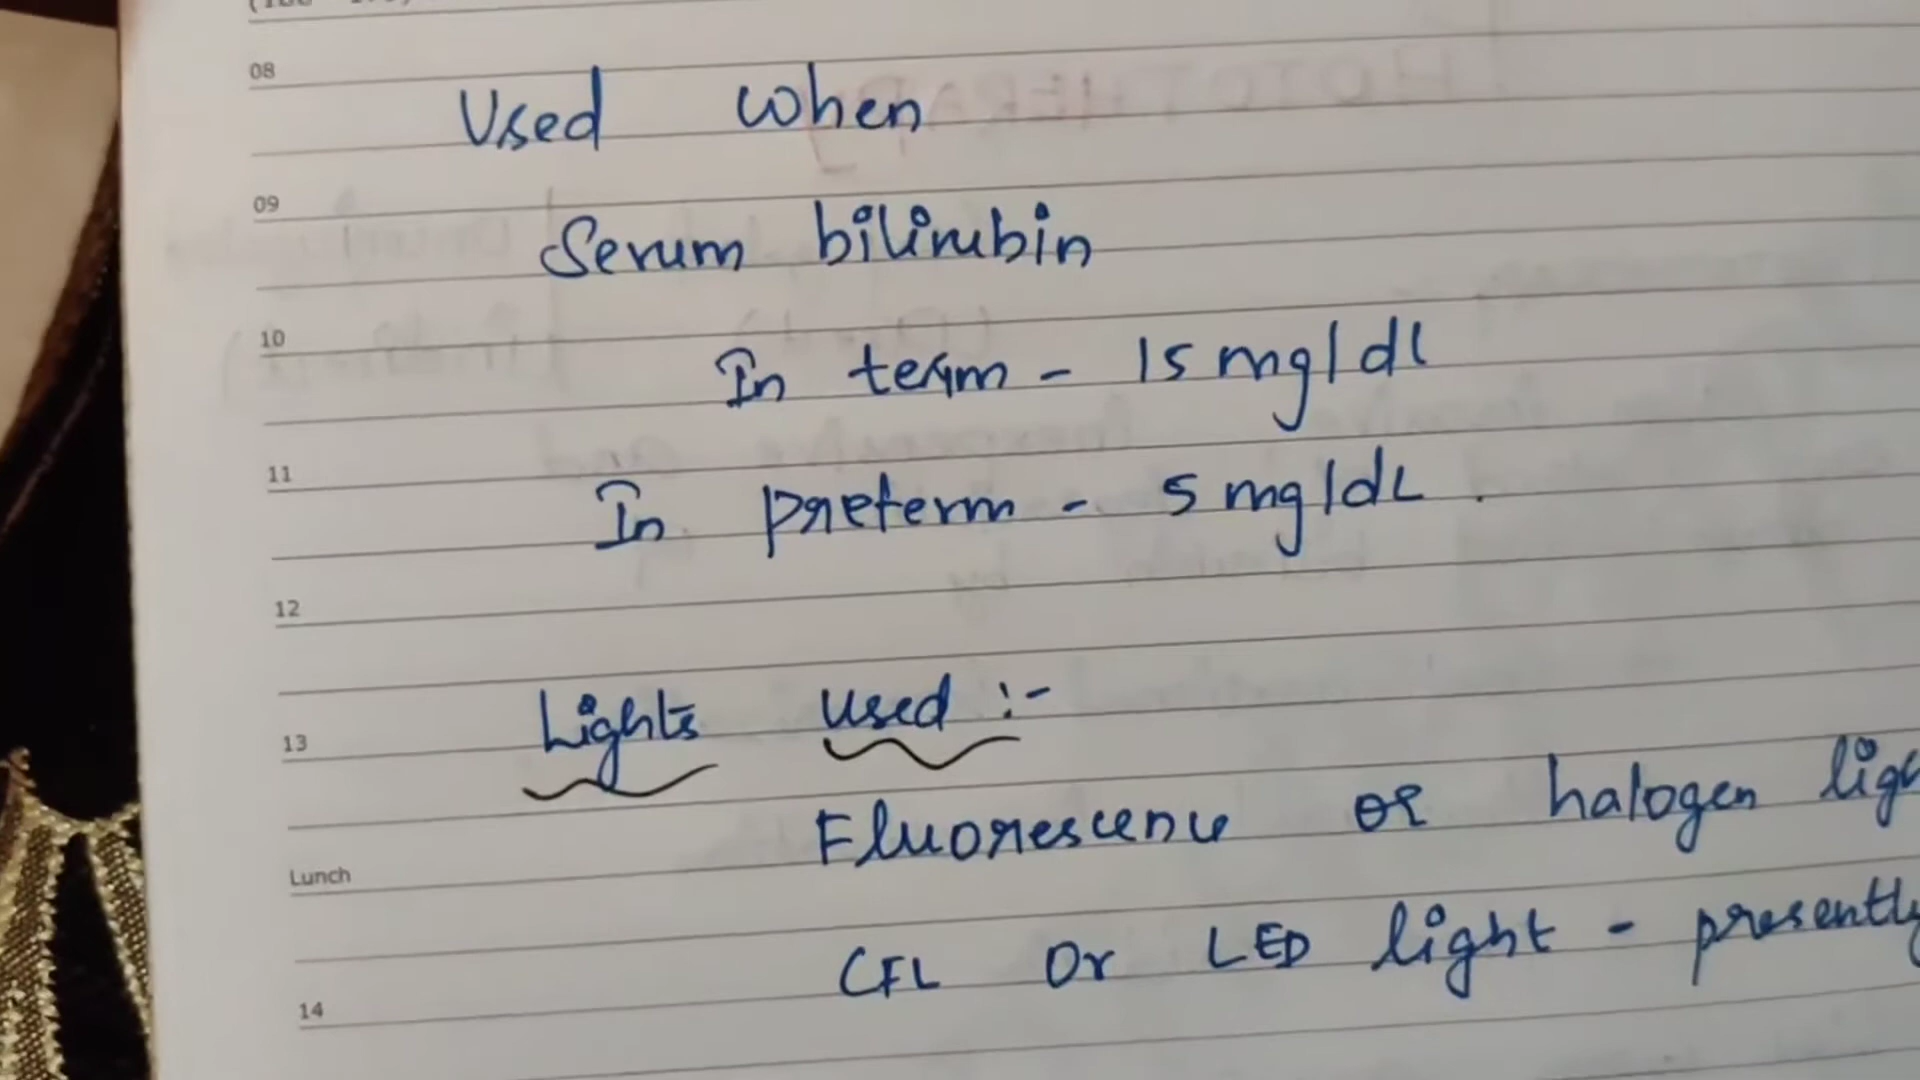 08
Used when
09
Serum bilirubin
10
In term - 15 mg/dl
11
In preterm - 5 mg/dL.
12
Lights used :-
13
Fluorescence or halogen
Lunch
CFL Or LED light - presently
14